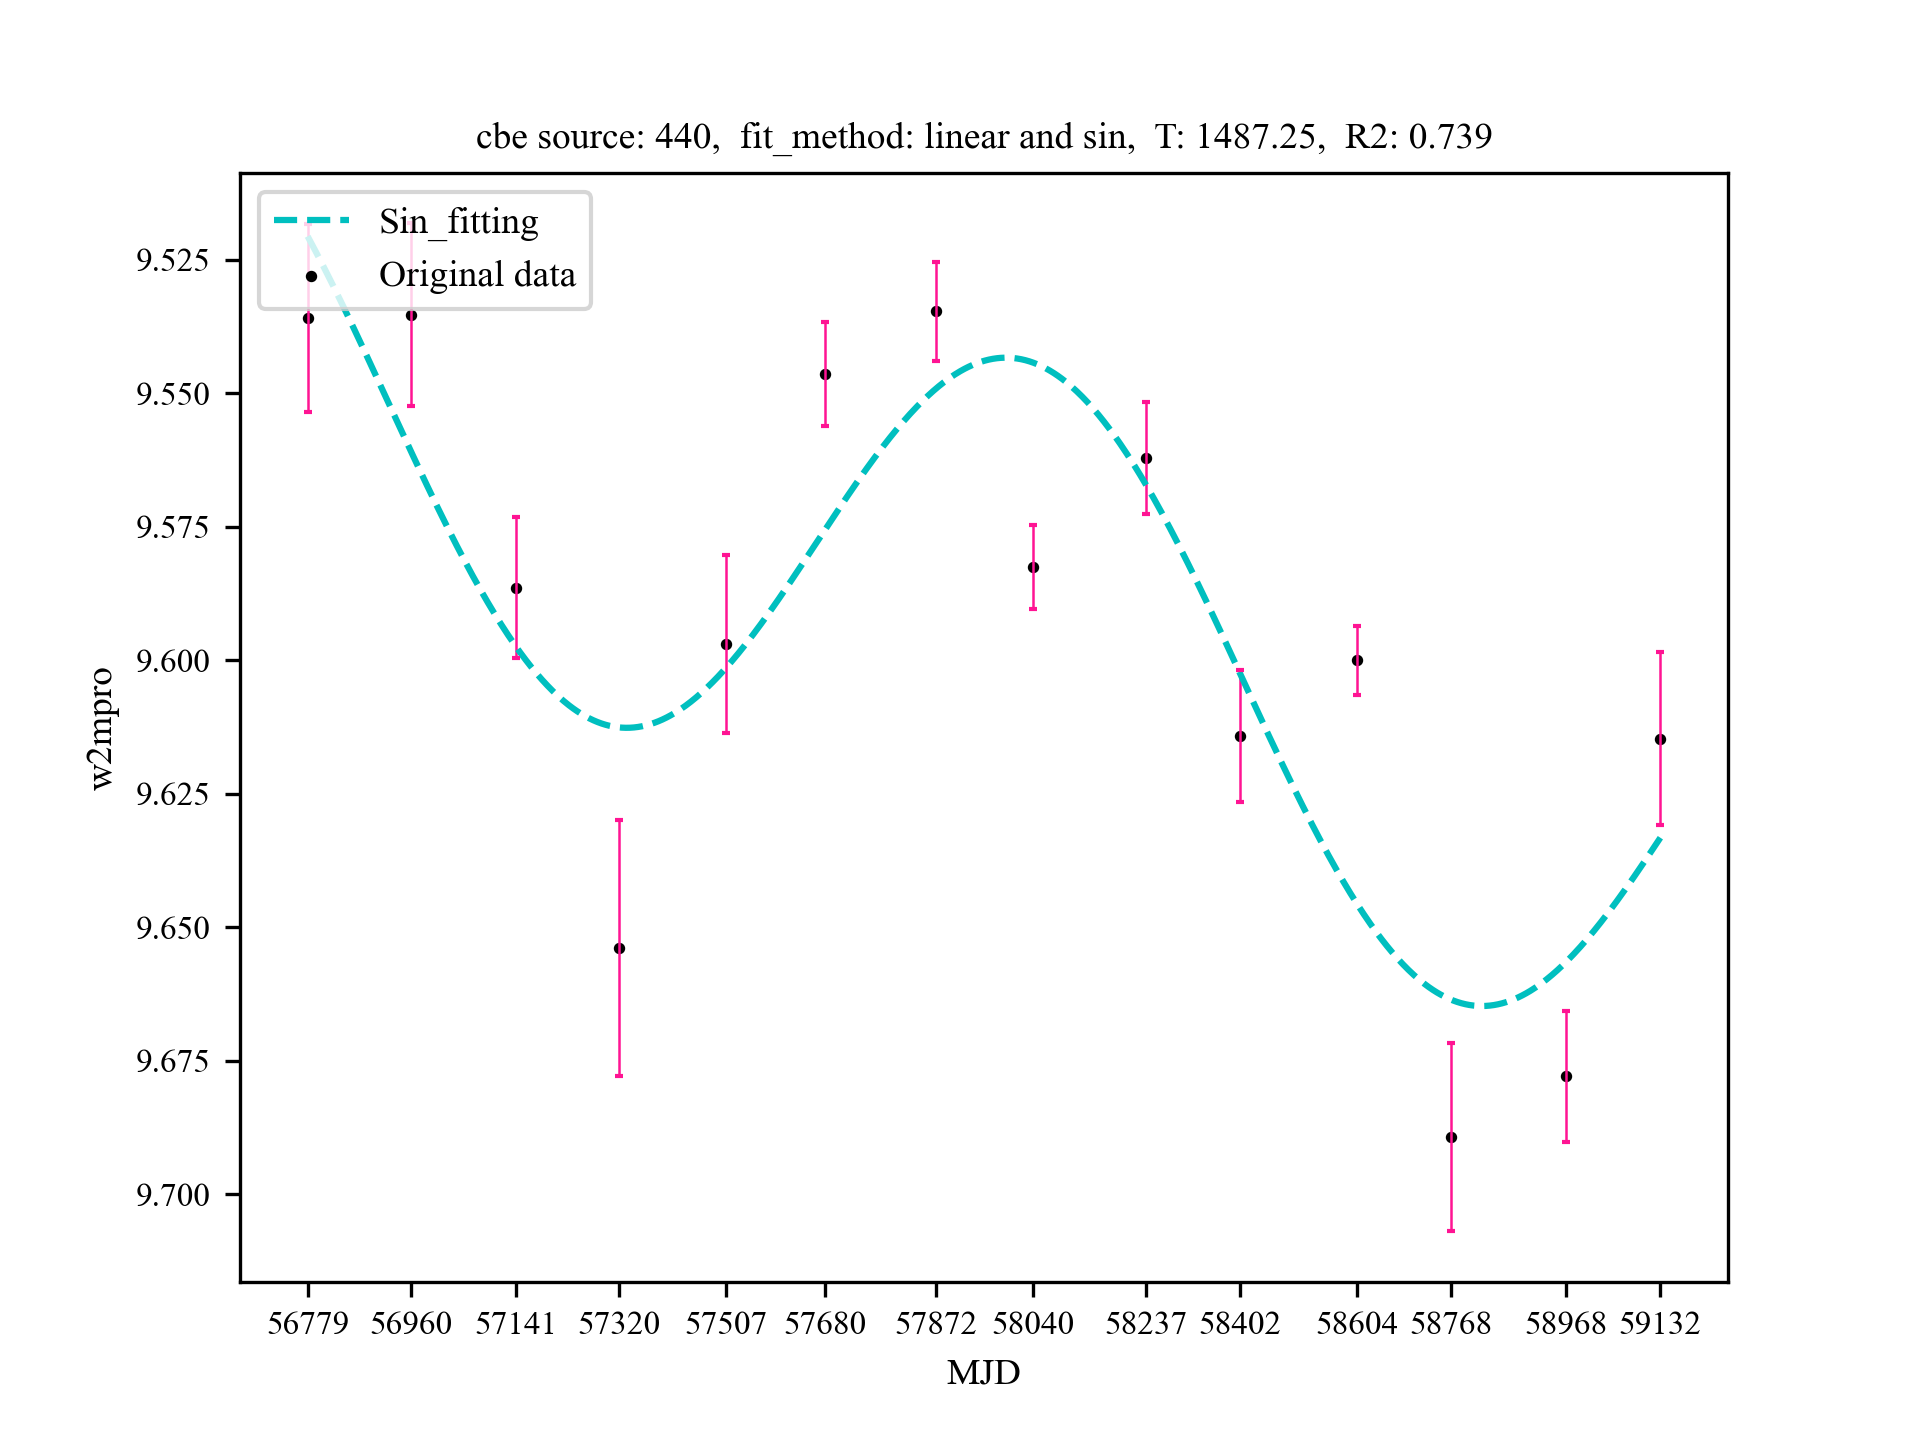 cbe source: 440,  fit_method: linear and sin,  T: 1487.25,  R2: 0.739
Sin_fitting
Original data
9.525
9.550
9.575
9.600
9.625
9.650
9.675
9.700
w2mpro
56779 56960 57141 57320 57507 57680 57872 58040 58237 58402 58604 58768 58968 59132
MJD